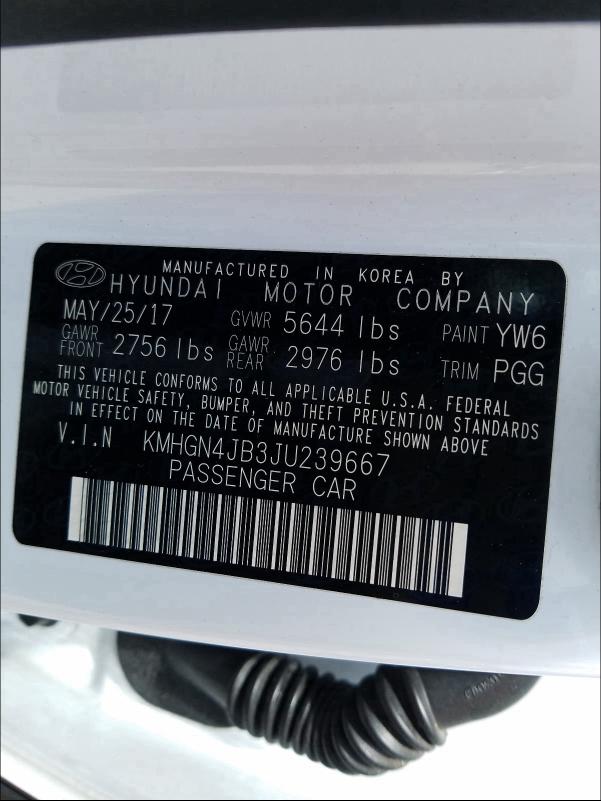 MANUFACTURED IN KOREA BY
HYUNDAI MOTOR COMPANY
MAY/25/17 GVWR 5644 lbs PAINT YW6
GAWR FRONT 2756 lbs GAWR REAR 2976 lbs TRIM PGG
THIS VEHICLE CONFORMS TO ALL APPLICABLE U.S.A. FEDERAL
MOTOR VEHICLE SAFETY, BUMPER, AND THEFT PREVENTION STANDARDS
IN EFFECT ON THE DATE OF MANUFACTURE SHOWN ABOVE
V.I.N KMHGN4JB3JU239667
PASSENGER CAR